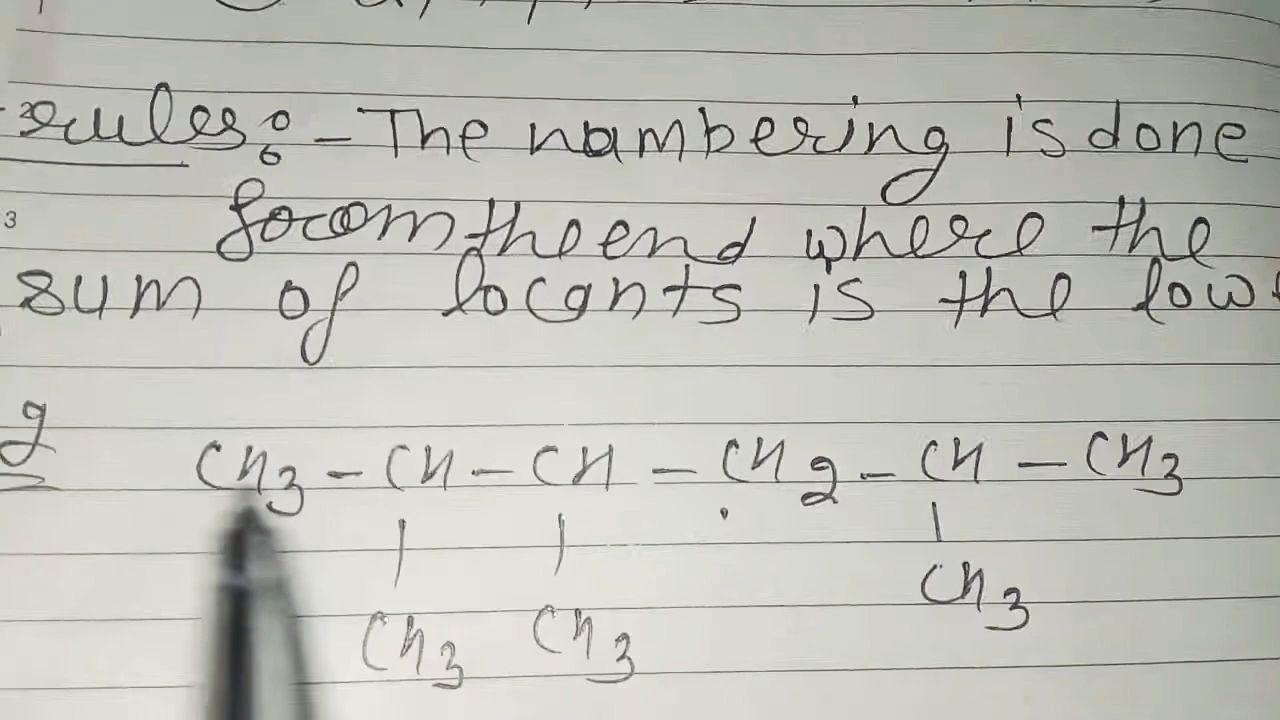 rules:- The numbering is done
from the end where the
sum of locants is the low
3
g
CH3 - CH - CH - CH2 - CH - CH3
| | |
CH3 CH3 CH3